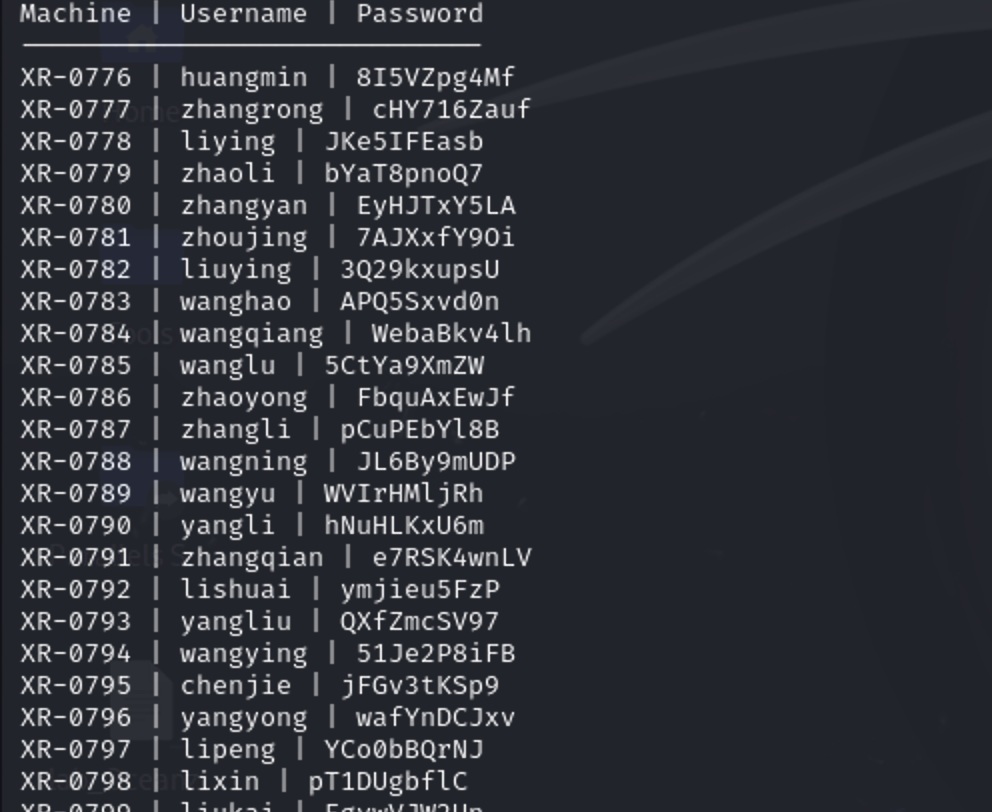 Machine | Username | Password
XR-0776 | huangmin | 8I5VZpg4Mf
XR-0777 | zhangrong | cHY716Zauf
XR-0778 | liying | JKe5IFEasb
XR-0779 | zhaoli | bYaT8pnoQ7
XR-0780 | zhangyan | EyHJTxY5LA
XR-0781 | zhoujing | 7AJXxfY9Oi
XR-0782 | liuying | 3Q29kxupsU
XR-0783 | wanghao | APQ5Sxvd0n
XR-0784 | wangqiang | WebaBkv4lh
XR-0785 | wanglu | 5CtYa9XmZW
XR-0786 | zhaoyong | FbquAxEwJf
XR-0787 | zhangli | pCuPEbYl8B
XR-0788 | wangning | JL6By9mUDP
XR-0789 | wangyu | WVIrHMljRh
XR-0790 | yangli | hNuHLKxU6m
XR-0791 | zhangqian | e7RSK4wnLV
XR-0792 | lishuai | ymjieu5FzP
XR-0793 | yangliu | QXfZmcSV97
XR-0794 | wangying | 51Je2P8iFB
XR-0795 | chenjie | jFGv3tKSp9
XR-0796 | yangyong | wafYnDCJxv
XR-0797 | lipeng | YCo0bBQrNJ
XR-0798 | lixin | pT1DUgbflC